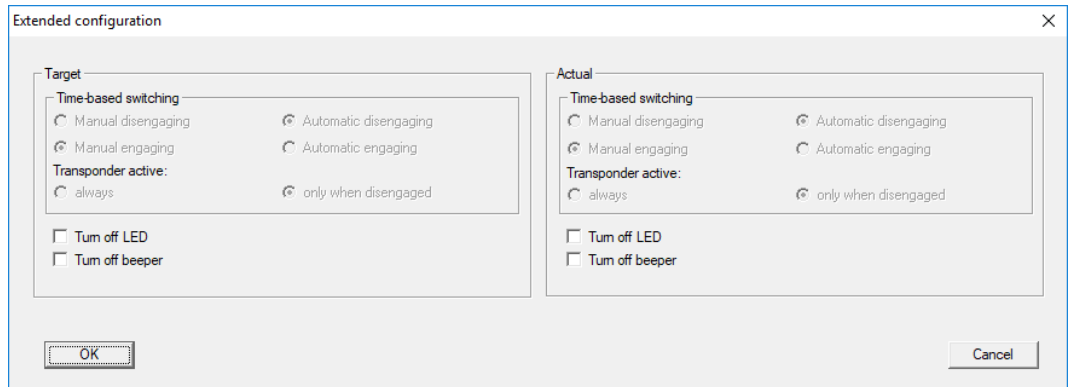 Extended configuration
Target
Time-based switching
Manual disengaging Automatic disengaging
Manual engaging Automatic engaging
Transponder active:
always only when disengaged
Turn off LED
Turn off beeper
Actual
Time-based switching
Manual disengaging Automatic disengaging
Manual engaging Automatic engaging
Transponder active:
always only when disengaged
Turn off LED
Turn off beeper
OK Cancel